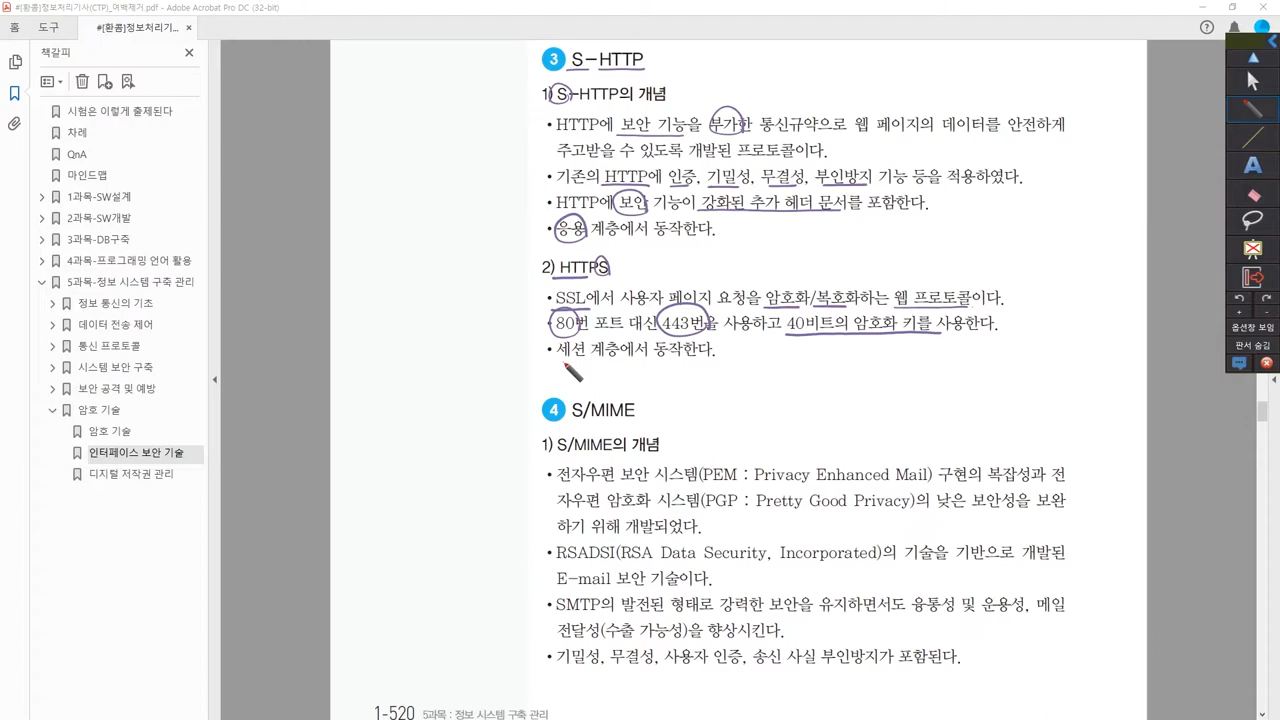 #[환콤]정보처리기사(CTP)_여백제거.pdf - Adobe Acrobat Pro DC (32-bit)
홈 도구 #[환콤]정보처리기... ×
책갈피
시험은 이렇게 출제된다
차례
QnA
마인드맵
1과목-SW설계
2과목-SW개발
3과목-DB구축
4과목-프로그래밍 언어 활용
5과목-정보 시스템 구축 관리
정보 통신의 기초
데이터 전송 제어
통신 프로토콜
시스템 보안 구축
보안 공격 및 예방
암호 기술
암호 기술
인터페이스 보안 기술
디지털 저작권 관리
3 S-HTTP
1) S-HTTP의 개념
• HTTP에 보안 기능을 부가한 통신규약으로 웹 페이지의 데이터를 안전하게
주고받을 수 있도록 개발된 프로토콜이다.
• 기존의 HTTP에 인증, 기밀성, 무결성, 부인방지 기능 등을 적용하였다.
• HTTP에 보안 기능이 강화된 추가 헤더 문서를 포함한다.
• 응용 계층에서 동작한다.
2) HTTPS
• SSL에서 사용자 페이지 요청을 암호화/복호화하는 웹 프로토콜이다.
• 80번 포트 대신 443번을 사용하고 40비트의 암호화 키를 사용한다.
• 세션 계층에서 동작한다.
4 S/MIME
1) S/MIME의 개념
• 전자우편 보안 시스템(PEM : Privacy Enhanced Mail) 구현의 복잡성과 전
자우편 암호화 시스템(PGP : Pretty Good Privacy)의 낮은 보안성을 보완
하기 위해 개발되었다.
• RSADSI(RSA Data Security, Incorporated)의 기술을 기반으로 개발된
E-mail 보안 기술이다.
• SMTP의 발전된 형태로 강력한 보안을 유지하면서도 융통성 및 운용성, 메일
전달성(수출 가능성)을 향상시킨다.
• 기밀성, 무결성, 사용자 인증, 송신 사실 부인방지가 포함된다.
1-520 5과목 : 정보 시스템 구축 관리
A
옵션창 보임
판서 숨김